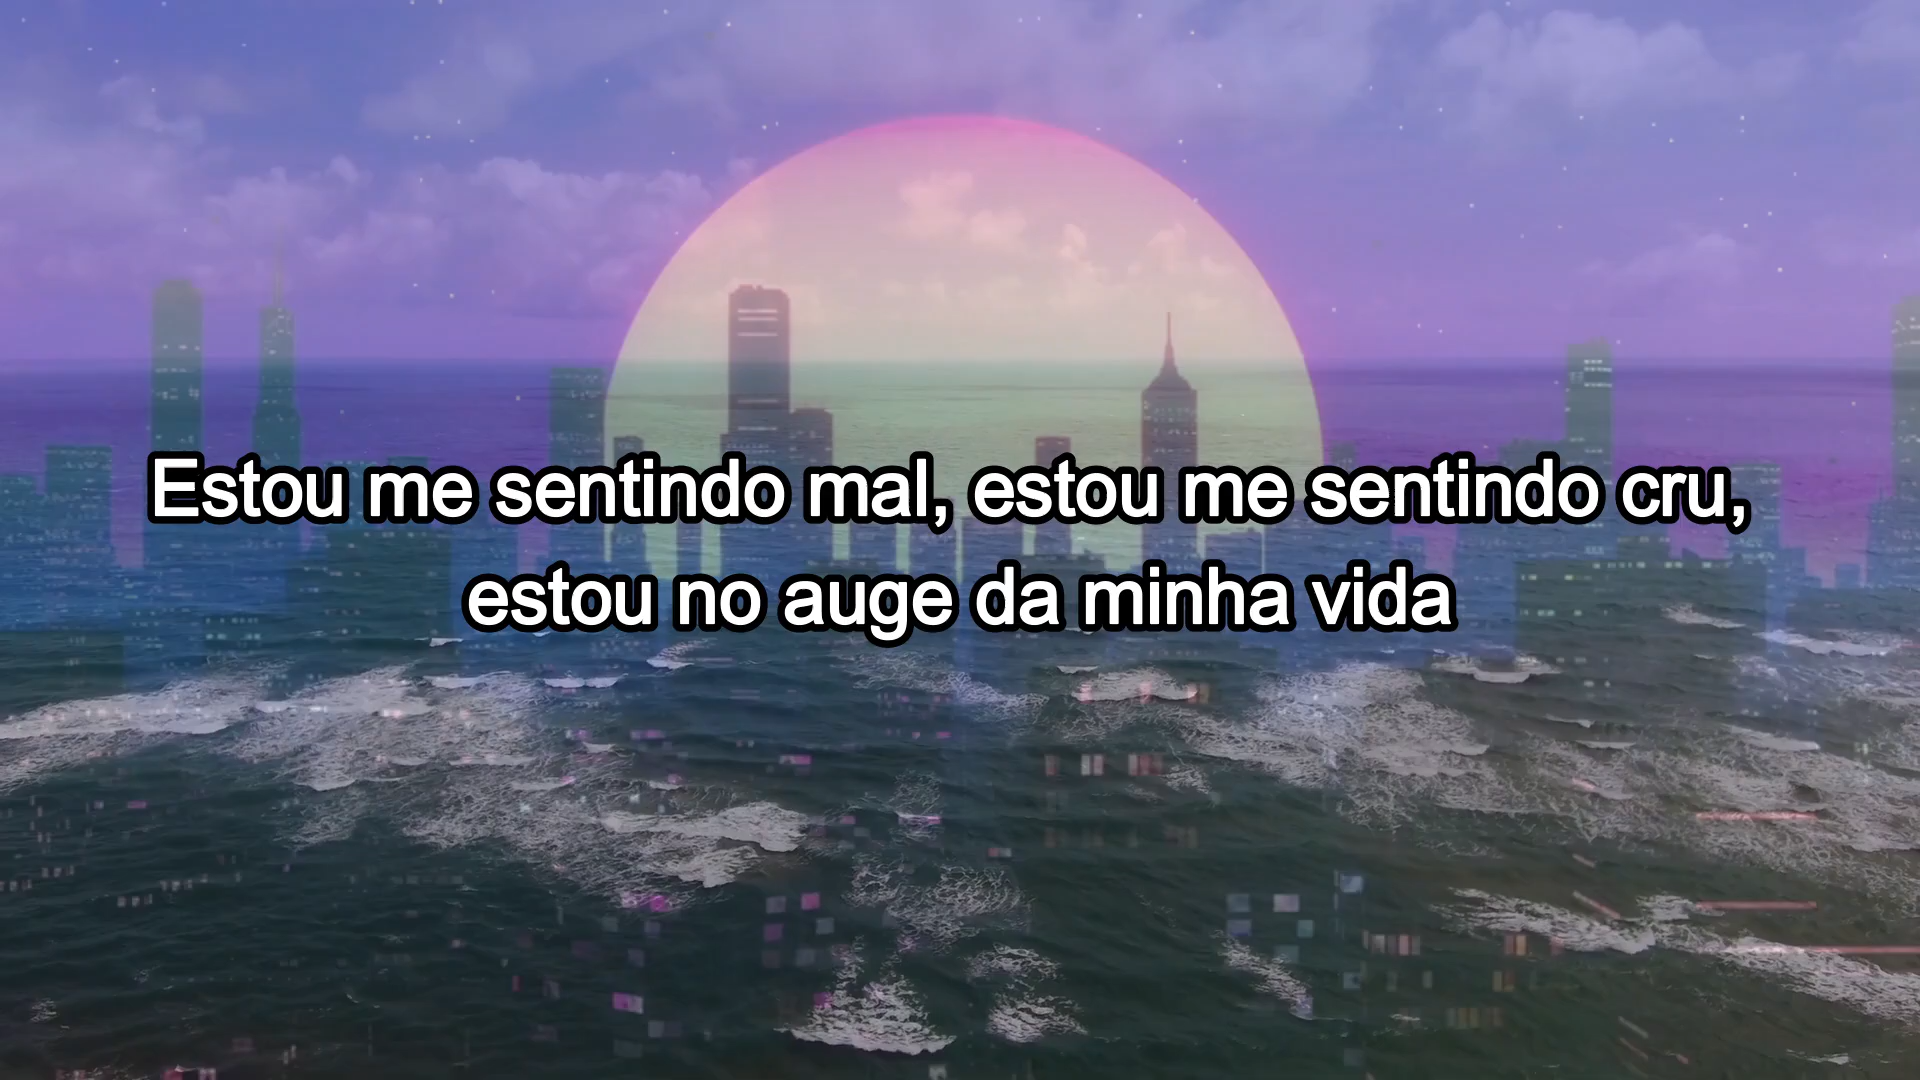 Estou me sentindo mal, estou me sentindo cru,
estou no auge da minha vida